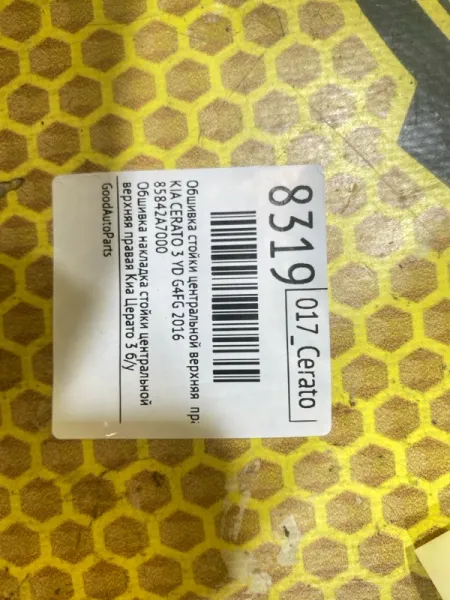 8319
017_Cerato
Обшивка стойки центральной верхняя пра
KIA CERATO 3 YD G4FG 2016
85842A7000
Обшивка накладка стойки центральной
верхняя правая Киа Церато 3 б/у
GoodAutoParts